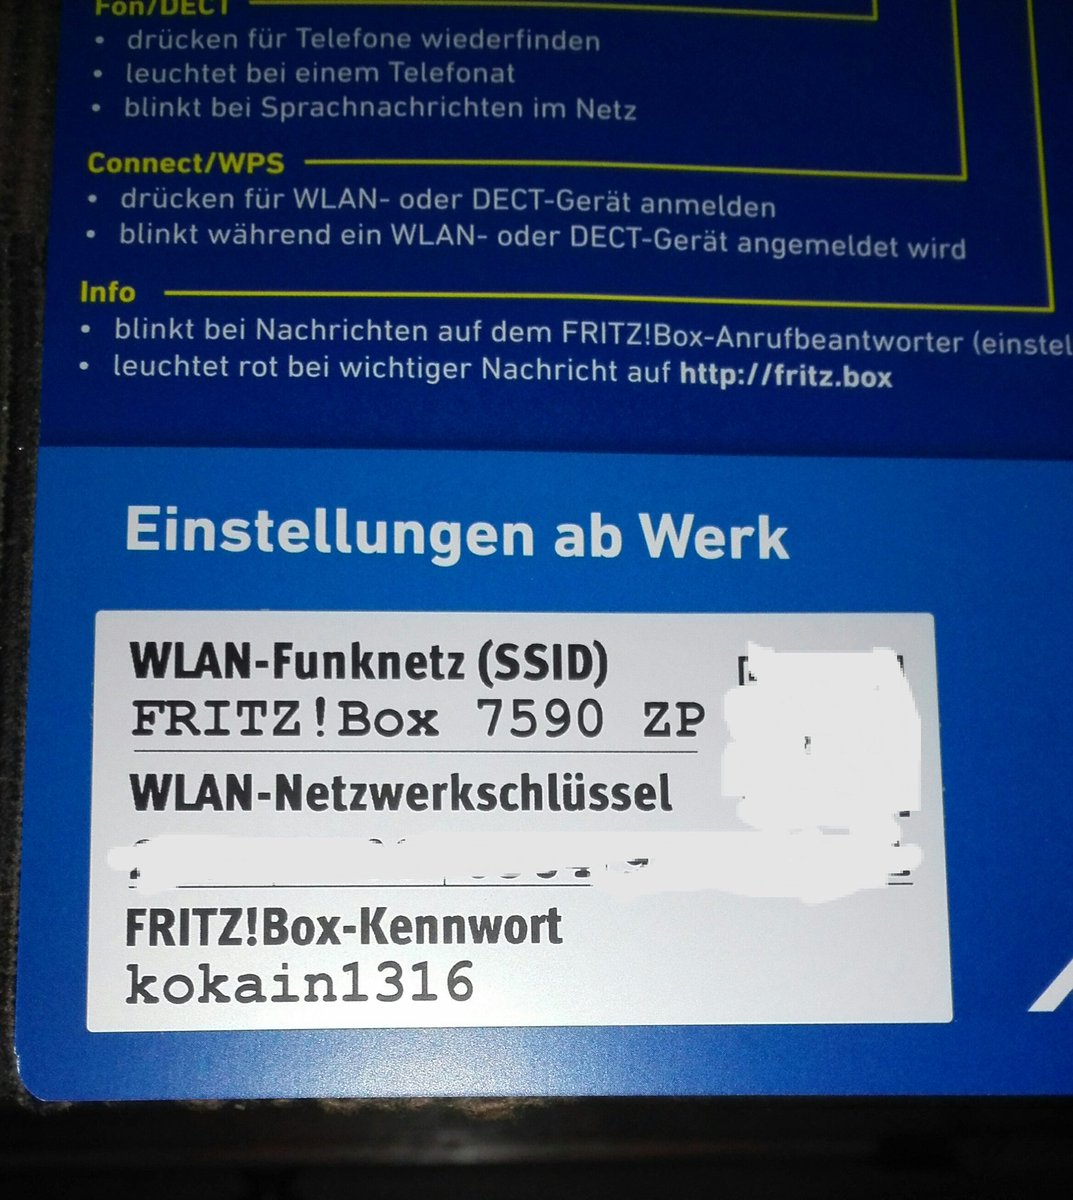 Fon/DECT
• drücken für Telefone wiederfinden
• leuchtet bei einem Telefonat
• blinkt bei Sprachnachrichten im Netz
Connect/WPS
• drücken für WLAN- oder DECT-Gerät anmelden
• blinkt während ein WLAN- oder DECT-Gerät angemeldet wird
Info
• blinkt bei Nachrichten auf dem FRITZ!Box-Anrufbeantworter (einstel
• leuchtet rot bei wichtiger Nachricht auf http://fritz.box
Einstellungen ab Werk
WLAN-Funknetz (SSID)
FRITZ!Box 7590 ZP
WLAN-Netzwerkschlüssel
FRITZ!Box-Kennwort
kokain1316